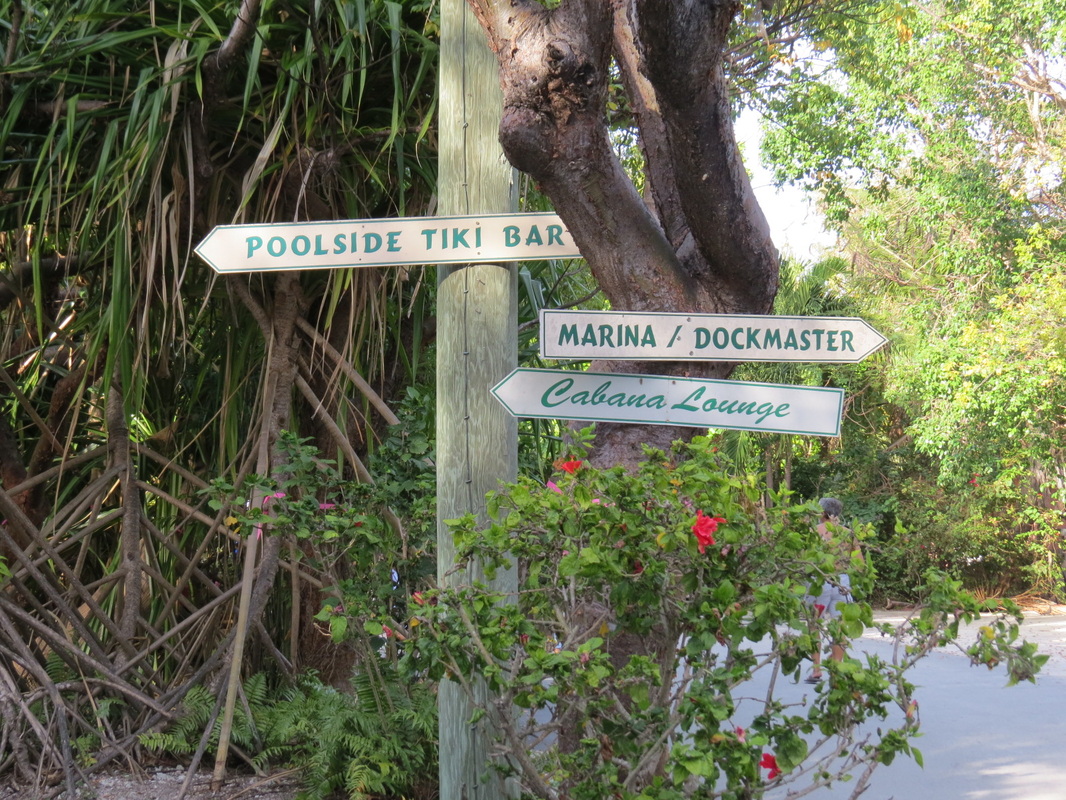 POOLSIDE TIKI BAR
MARINA / DOCKMASTER
Cabana Lounge